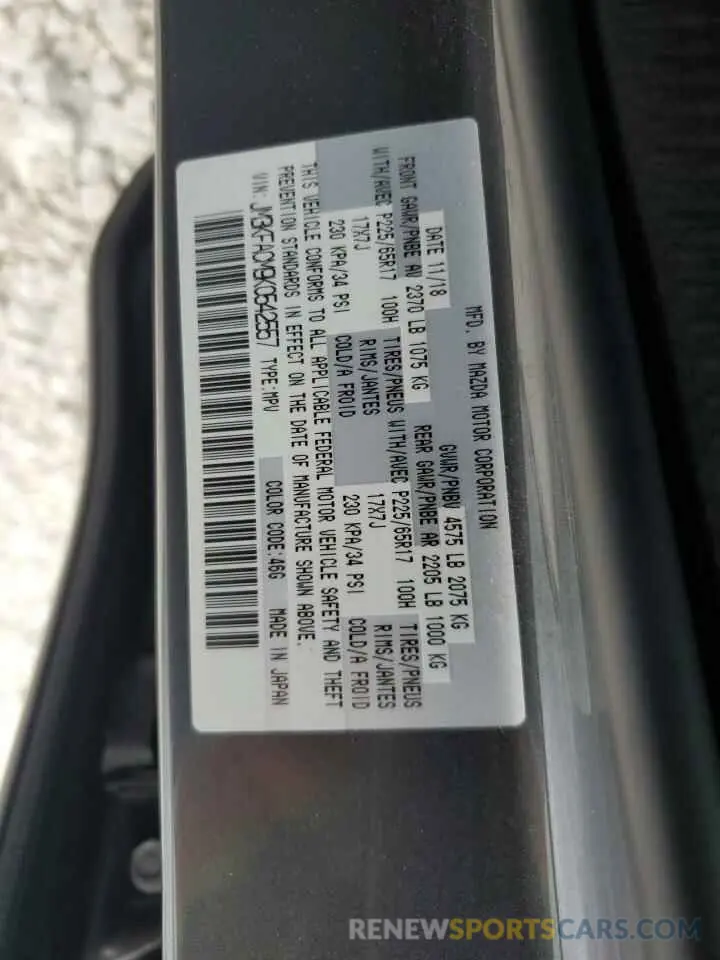 MFD. BY MAZDA MOTOR CORPORATION
DATE 11/18 GVWR/PNBV 4575 LB 2075 KG
FRONT GAWR/PNBE AV 2370 LB 1075 KG REAR GAWR/PNBE AR 2205 LB 1000 KG
WITH/AVEC P225/65R17 100H TIRES/PNEUS WITH/AVEC P225/65R17 100H TIRES/PNEUS
17X7J RIMS/JANTES 17X7J RIMS/JANTES
230 KPA/34 PSI COLD/A FROID 230 KPA/34 PSI COLD/A FROID
THIS VEHICLE CONFORMS TO ALL APPLICABLE FEDERAL MOTOR VEHICLE SAFETY AND THEFT
PREVENTION STANDARDS IN EFFECT ON THE DATE OF MANUFACTURE SHOWN ABOVE.
VIN: JM3KFACM9K0642567 TYPE:MPV COLOR CODE:46G MADE IN JAPAN
RENEWSPORTSCARS.COM